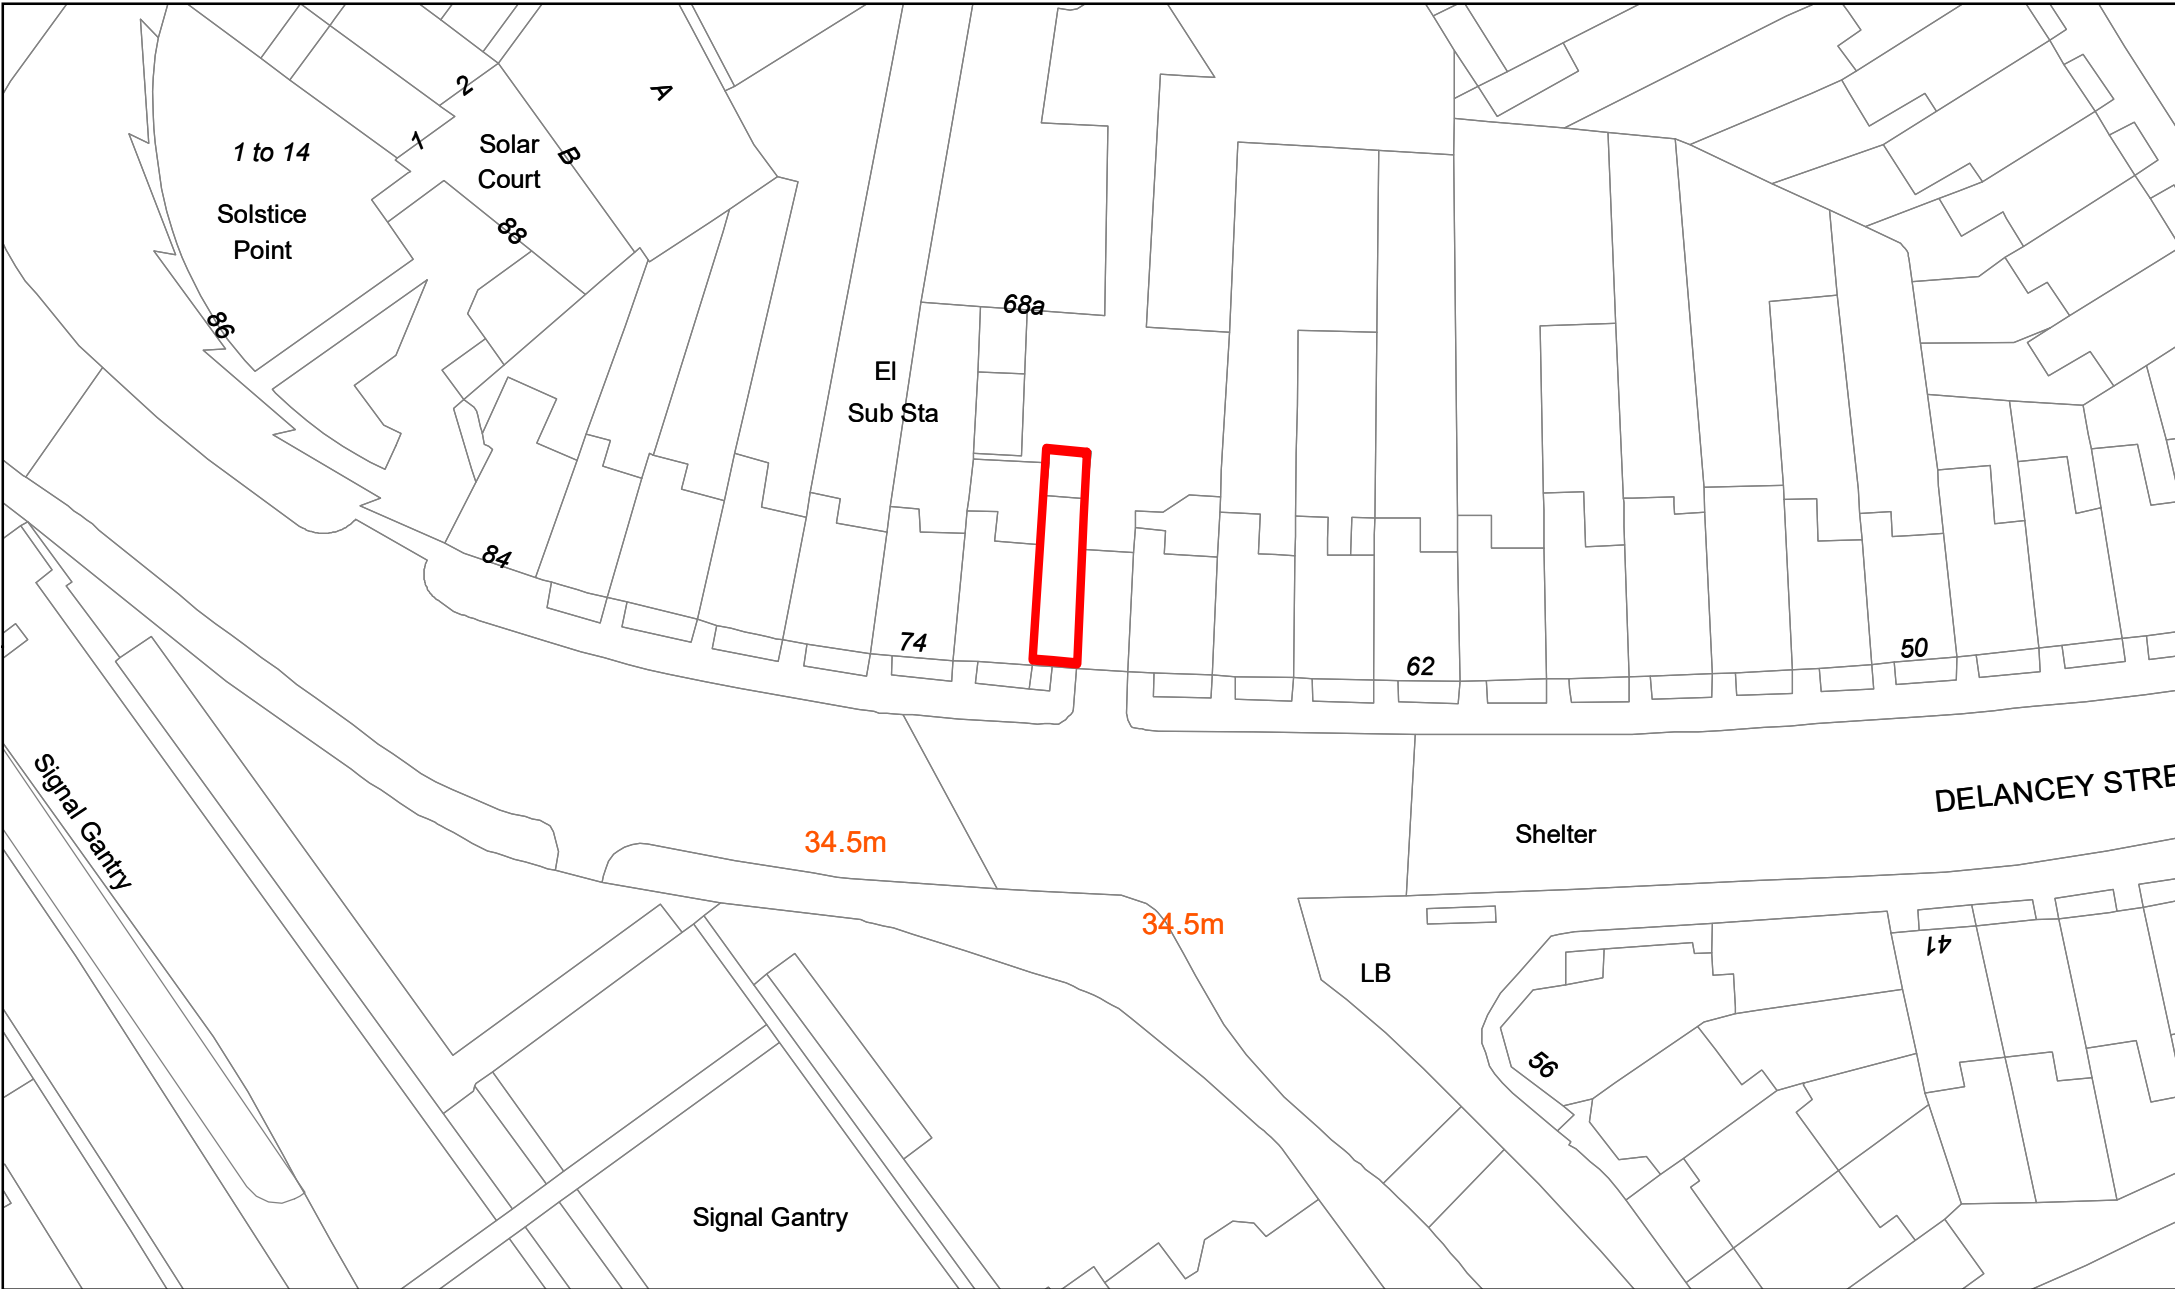 2
A
1
1 to 14
Solar
Court
B
Solstice
Point
88
86
68a
El
Sub Sta
84
74
62
50
DELANCEY STRE
Signal Gantry
34.5m
Shelter
34.5m
41
LB
56
Signal Gantry